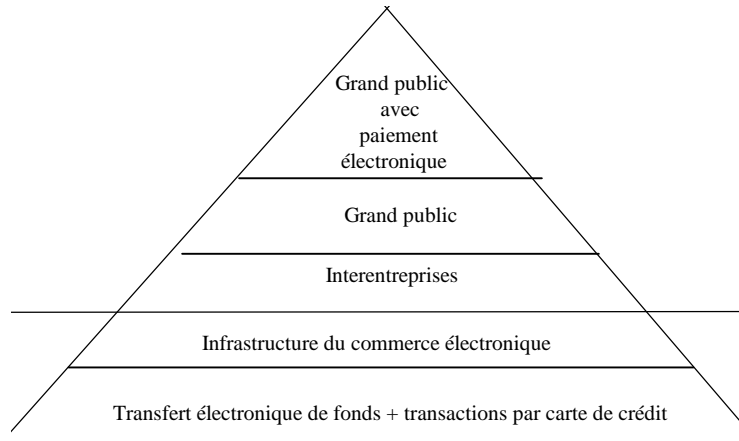 Grand public
avec
paiement
électronique
Grand public
Interentreprises
Infrastructure du commerce électronique
Transfert électronique de fonds + transactions par carte de crédit